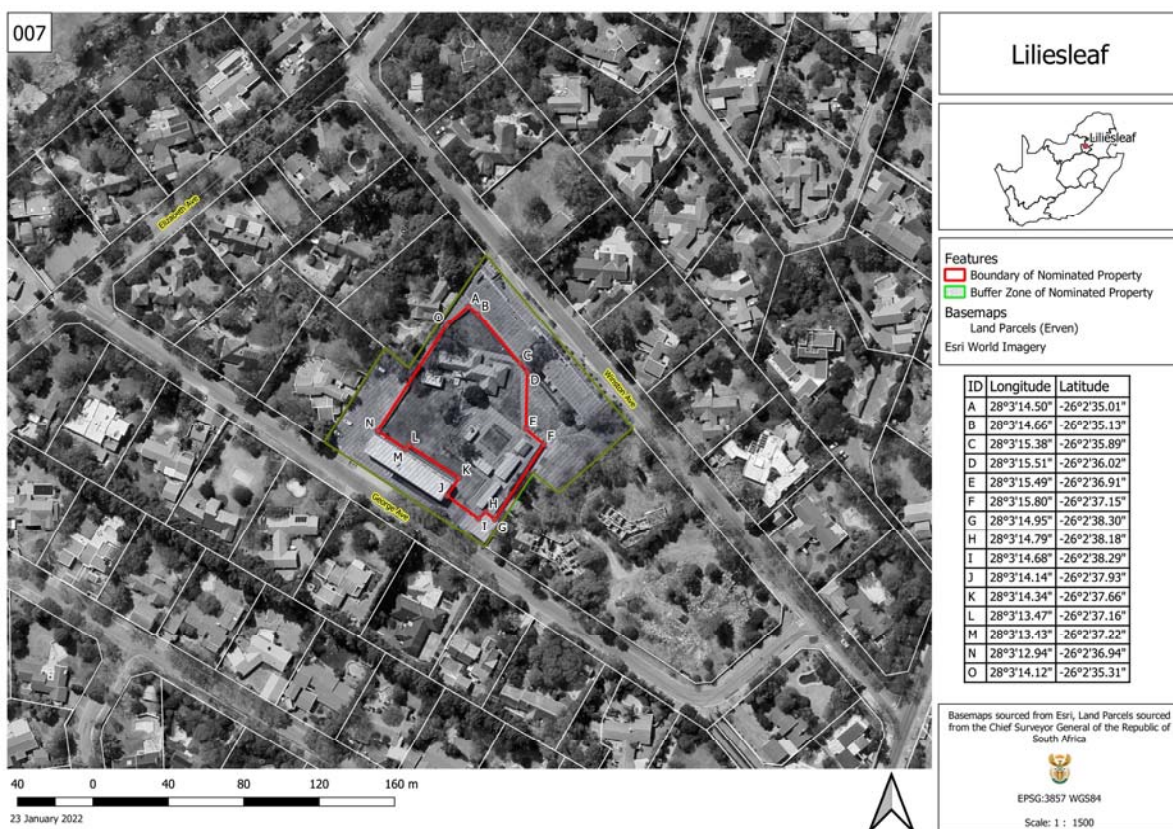 007
Elizabeth Ave
Winston Ave
George Ave
A
B
C
D
E
F
G
H
I
J
K
L
M
N
O
40 0 40 80 120 160 m
23 January 2022
Liliesleaf
Liliesleaf
Features
Boundary of Nominated Property
Buffer Zone of Nominated Property
Basemaps
Land Parcels (Erven)
Esri World Imagery
ID Longitude Latitude
A 28°3'14.50" -26°2'35.01"
B 28°3'14.66" -26°2'35.13"
C 28°3'15.38" -26°2'35.89"
D 28°3'15.51" -26°2'36.02"
E 28°3'15.49" -26°2'36.91"
F 28°3'15.80" -26°2'37.15"
G 28°3'14.95" -26°2'38.30"
H 28°3'14.79" -26°2'38.18"
I 28°3'14.68" -26°2'38.29"
J 28°3'14.14" -26°2'37.93"
K 28°3'14.34" -26°2'37.66"
L 28°3'13.47" -26°2'37.16"
M 28°3'13.43" -26°2'37.22"
N 28°3'12.94" -26°2'36.94"
O 28°3'14.12" -26°2'35.31"
Basemaps sourced from Esri, Land Parcels sourced
from the Chief Surveyor General of the Republic of
South Africa
EPSG:3857 WGS84
Scale: 1 : 1500